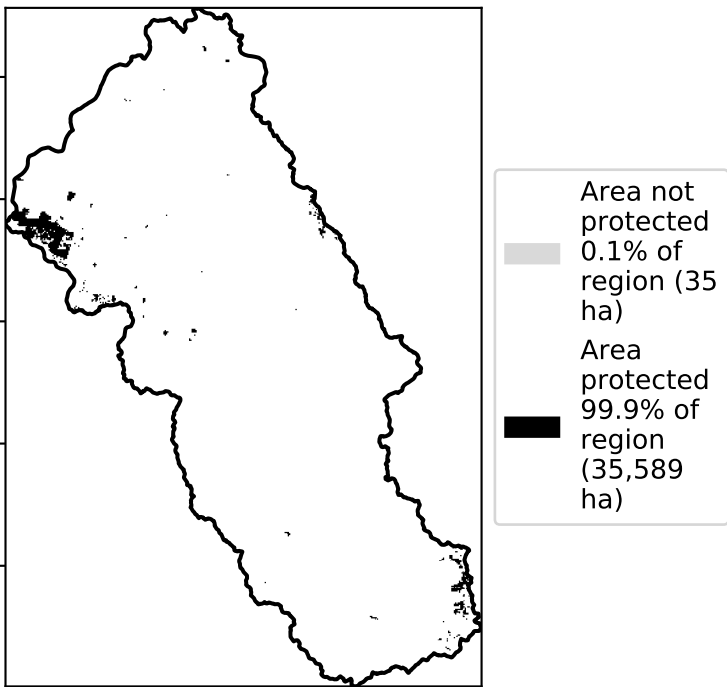 Area not
protected
0.1% of
region (35
ha)
Area
protected
99.9% of
region
(35,589
ha)